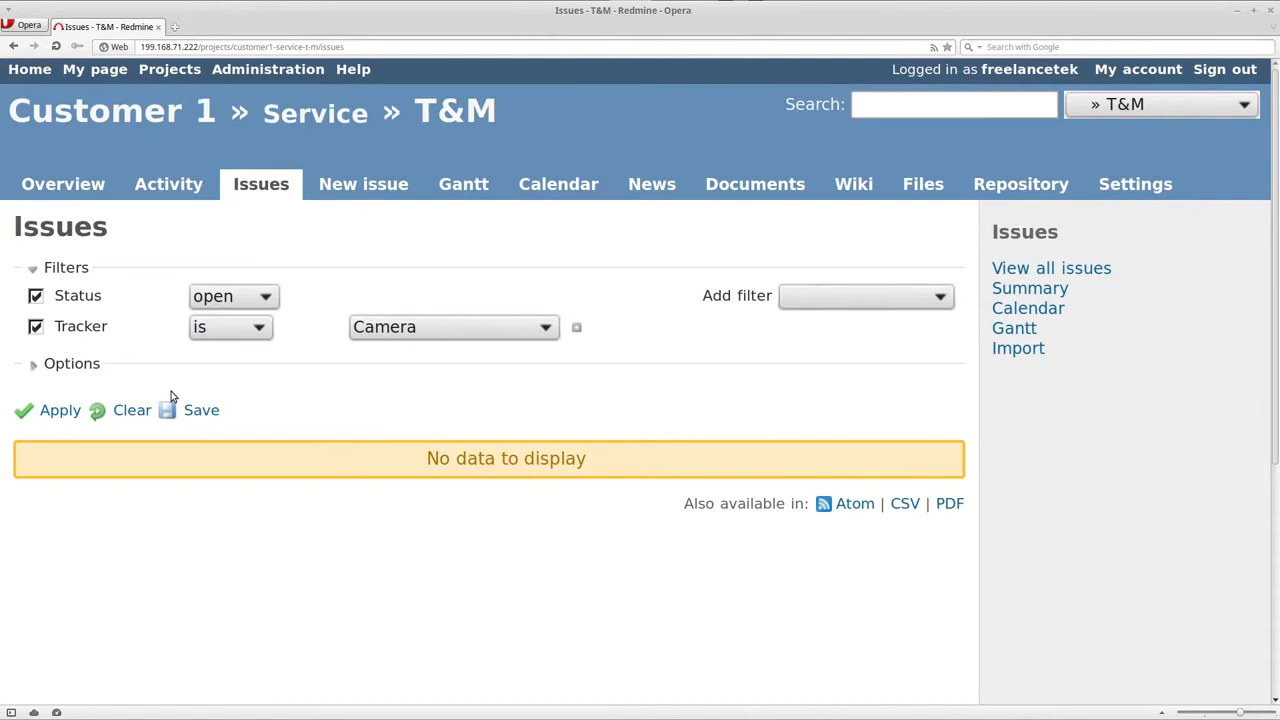 Issues - T&M - Redmine - Opera
Opera
Issues - T&M - Redmine
Web
199.168.71.222/projects/customer1-service-t-m/issues
Search with Google
Home My page Projects Administration Help
Logged in as freelancetek My account Sign out
Customer 1 » Service » T&M
Search:
» T&M
Overview Activity Issues New issue Gantt Calendar News Documents Wiki Files Repository Settings
Issues
Filters
Status open
Add filter
Tracker is Camera
Options
Apply Clear Save
No data to display
Also available in: Atom | CSV | PDF
Issues
View all issues
Summary
Calendar
Gantt
Import